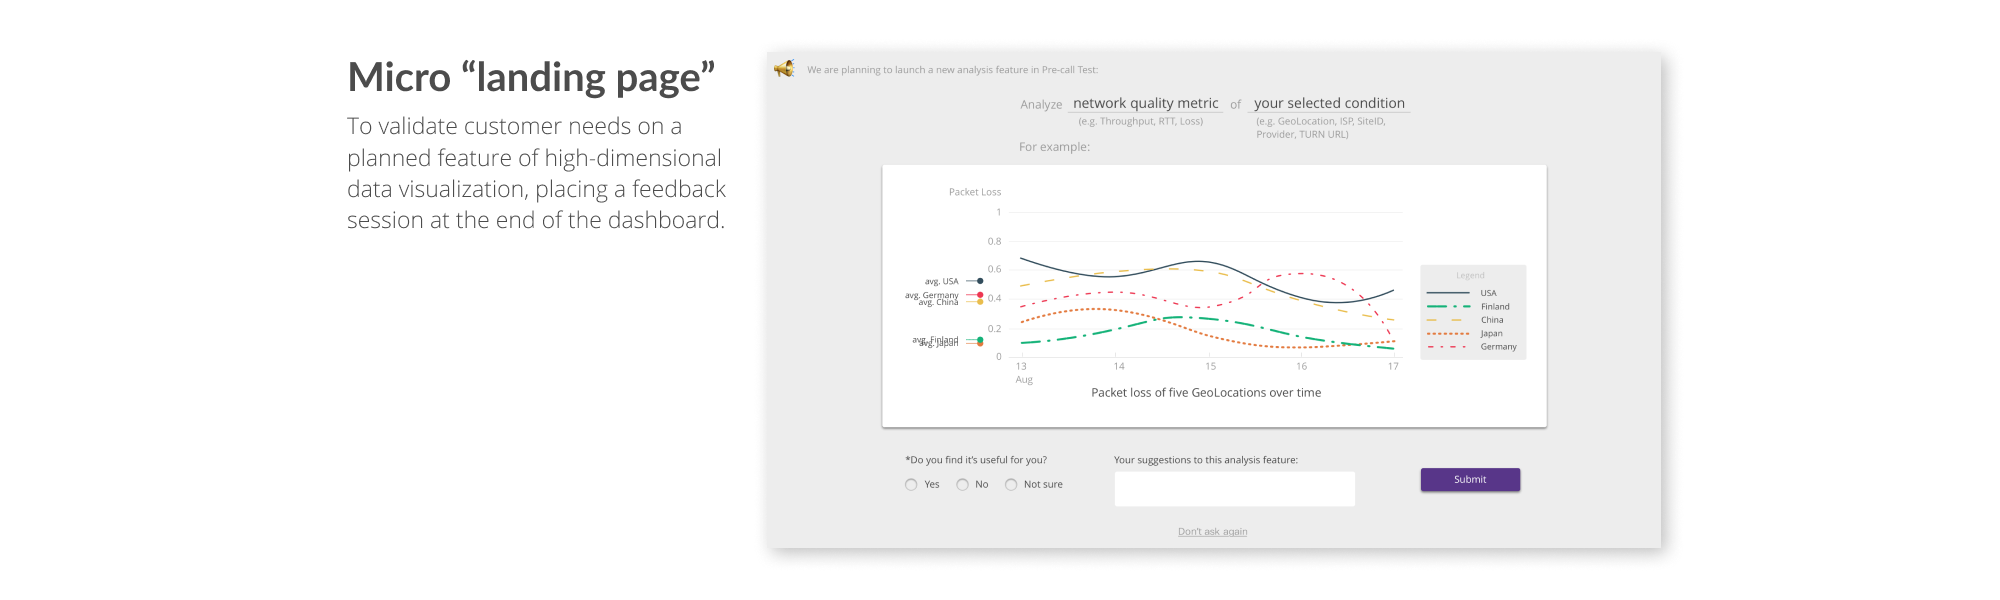 Micro “landing page”
To validate customer needs on a
planned feature of high-dimensional
data visualization, placing a feedback
session at the end of the dashboard.
We are planning to launch a new analysis feature in Pre-call Test:
Analyze network quality metric of your selected condition
(e.g. Throughput, RTT, Loss)
(e.g. GeoLocation, ISP, SiteID,
Provider, TURN URL)
For example:
Packet Loss
1
0.8
0.6
0.4
0.2
0
avg. USA
avg. Germany
avg. China
avg. Finland
avg. Japan
13
14
15
16
17
Aug
Packet loss of five GeoLocations over time
Legend
USA
Finland
China
Japan
Germany
*Do you find it’s useful for you?
Yes
No
Not sure
Your suggestions to this analysis feature:
Submit
Don’t ask again